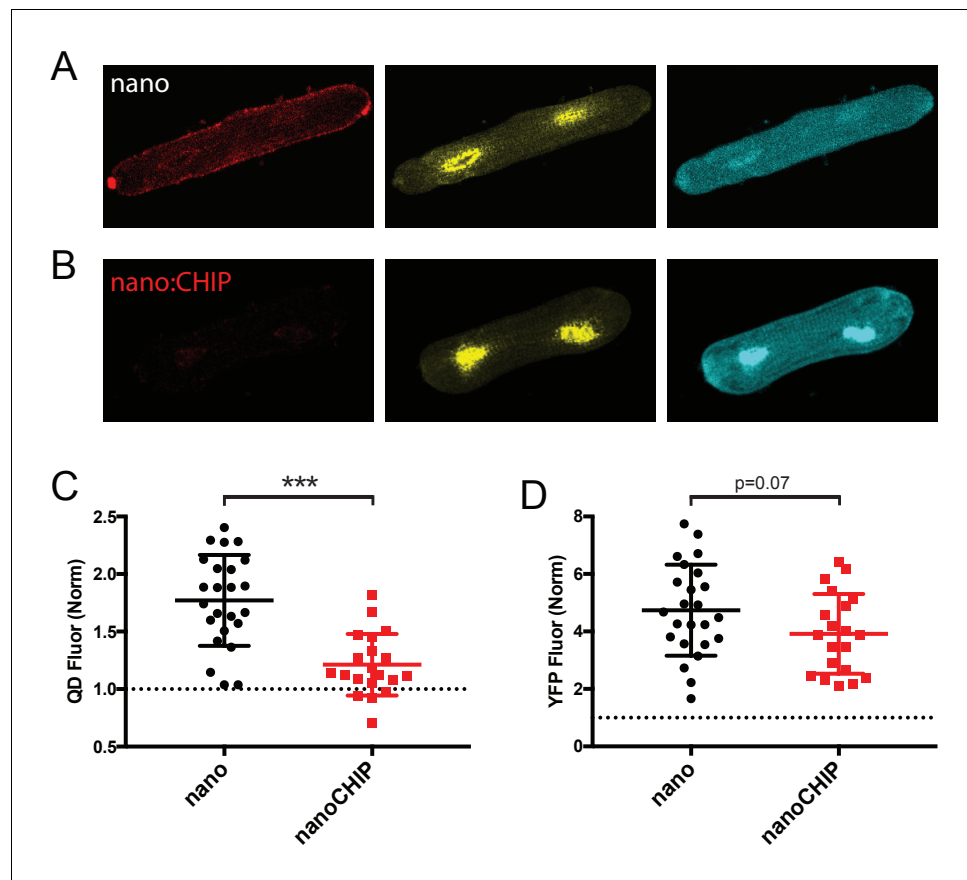 A
nano
B
nano:CHIP
C
***
QD Fluor (Norm)
2.5
2.0
1.5
1.0
0.5
nano
nanoCHIP
D
p=0.07
YFP Fluor (Norm)
8
6
4
2
0
nano
nanoCHIP